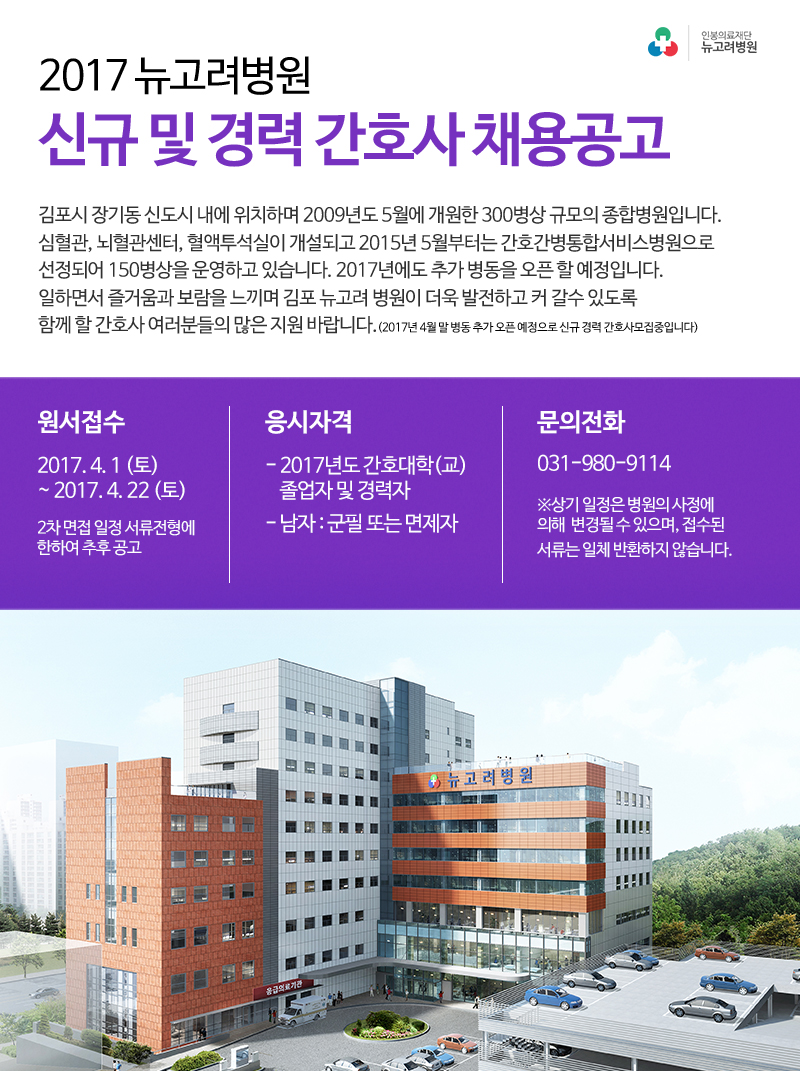 인봉의료재단
뉴고려병원
2017 뉴고려병원
신규 및 경력 간호사 채용공고
김포시 장기동 신도시 내에 위치하며 2009년도 5월에 개원한 300병상 규모의 종합병원입니다.
심혈관, 뇌혈관센터, 혈액투석실이 개설되고 2015년 5월부터는 간호간병통합서비스병원으로
선정되어 150병상을 운영하고 있습니다. 2017년에도 추가 병동을 오픈 할 예정입니다.
일하면서 즐거움과 보람을 느끼며 김포 뉴고려 병원이 더욱 발전하고 커 갈수 있도록
함께 할 간호사 여러분들의 많은 지원 바랍니다. (2017년 4월 말 병동 추가 오픈 예정으로 신규 경력 간호사모집중입니다)
원서접수
2017. 4. 1 (토)
~ 2017. 4. 22 (토)
2차 면접 일정 서류전형에
한하여 추후 공고
응시자격
- 2017년도 간호대학(교)
졸업자 및 경력자
- 남자 : 군필 또는 면제자
문의전화
031-980-9114
※상기 일정은 병원의 사정에
의해 변경될 수 있으며, 접수된
서류는 일체 반환하지 않습니다.
뉴고려병원
응급의료기관